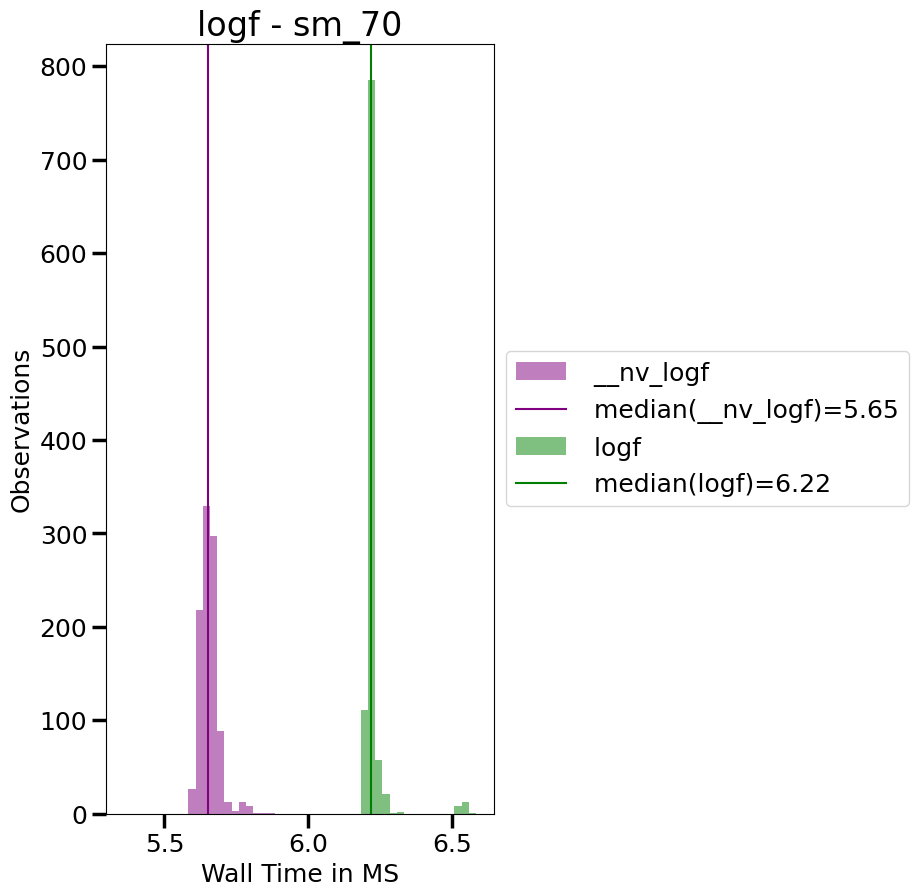 logf - sm_70
800
700
600
500
400
300
200
100
0
Observations
5.5 6.0 6.5
Wall Time in MS
__nv_logf
median(__nv_logf)=5.65
logf
median(logf)=6.22